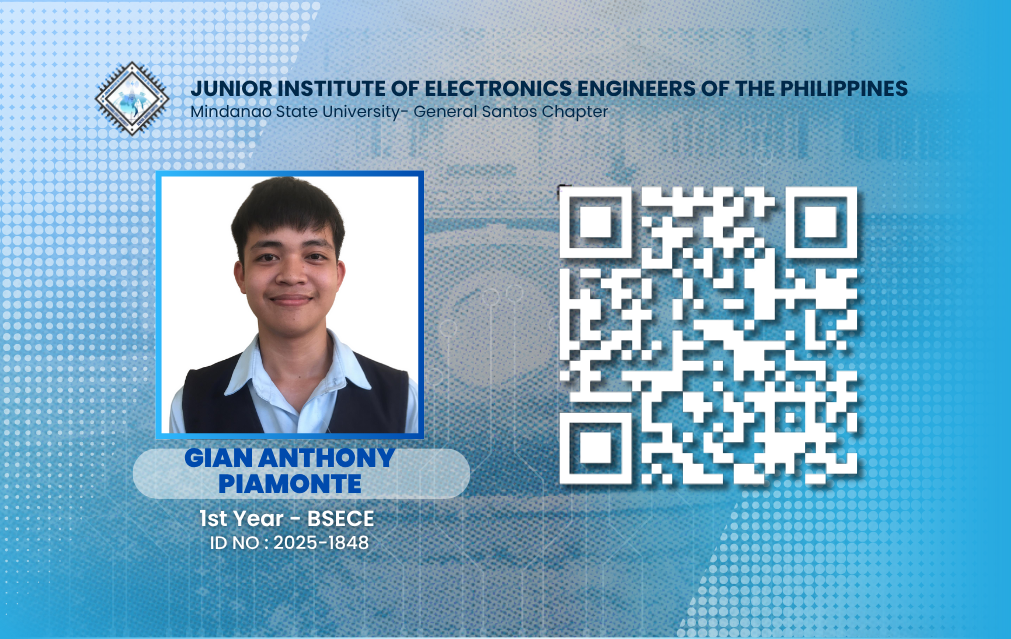 JUNIOR INSTITUTE OF ELECTRONICS ENGINEERS OF THE PHILIPPINES
Mindanao State University- General Santos Chapter
GIAN ANTHONY
PIAMONTE
1st Year - BSECE
ID NO : 2025-1848